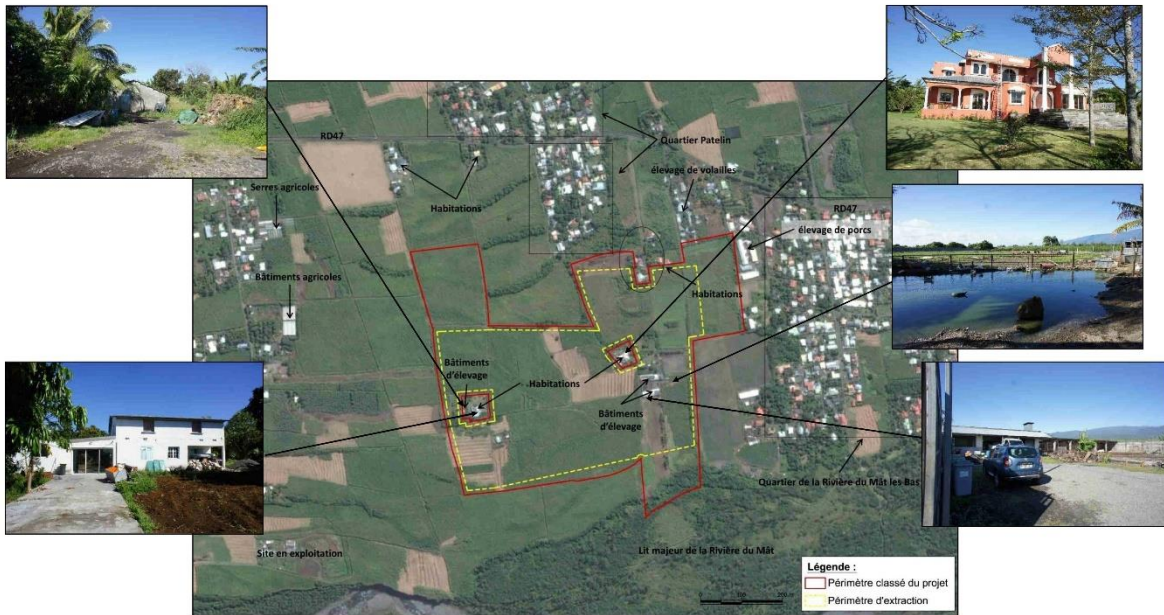 RD47
Quartier Patelin
élevage de volailles
Serres agricoles
Habitations
RD47
élevage de porcs
Bâtiments agricoles
Habitations
Bâtiments
d'élevage
Habitations
Bâtiments
d'élevage
Quartier de la Rivière du Mât les Bas
Site en exploitation
Lit majeur de la Rivière du Mât
Légende :
Périmètre classé du projet
Périmètre d'extraction